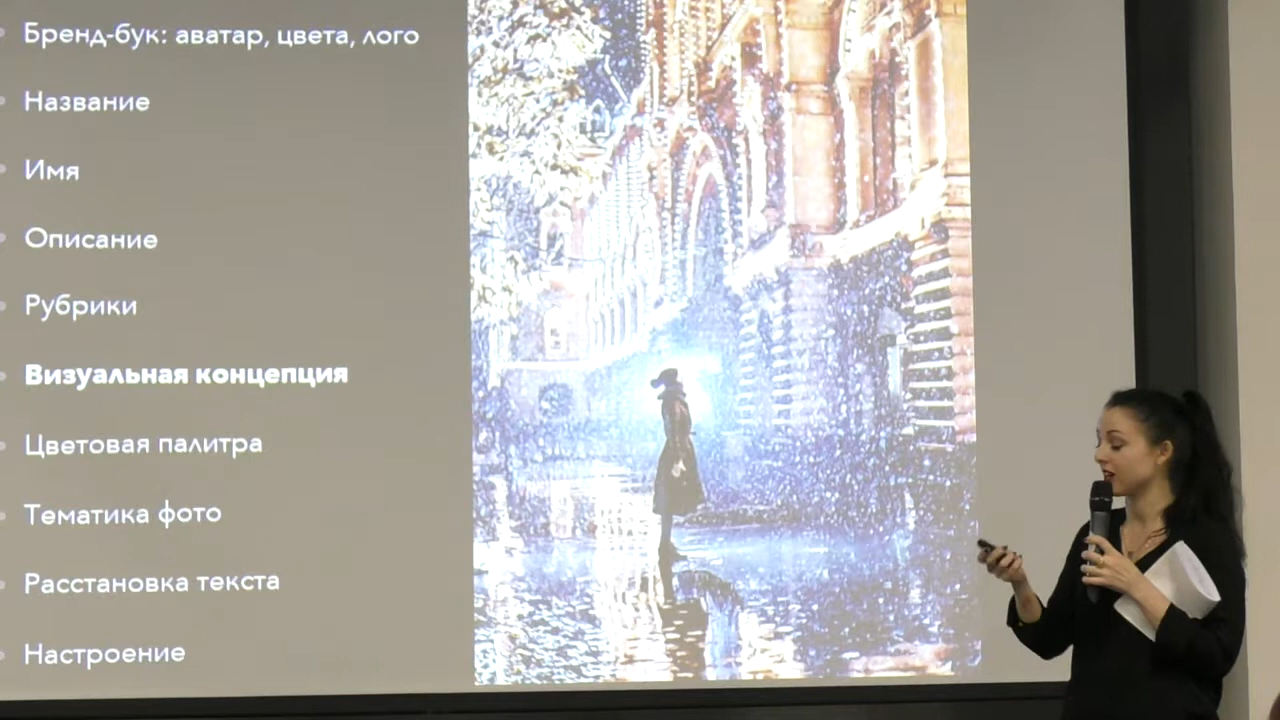 Бренд-бук: аватар, цвета, лого
Название
Имя
Описание
Рубрики
Визуальная концепция
Цветовая палитра
Тематика фото
Расстановка текста
Настроение